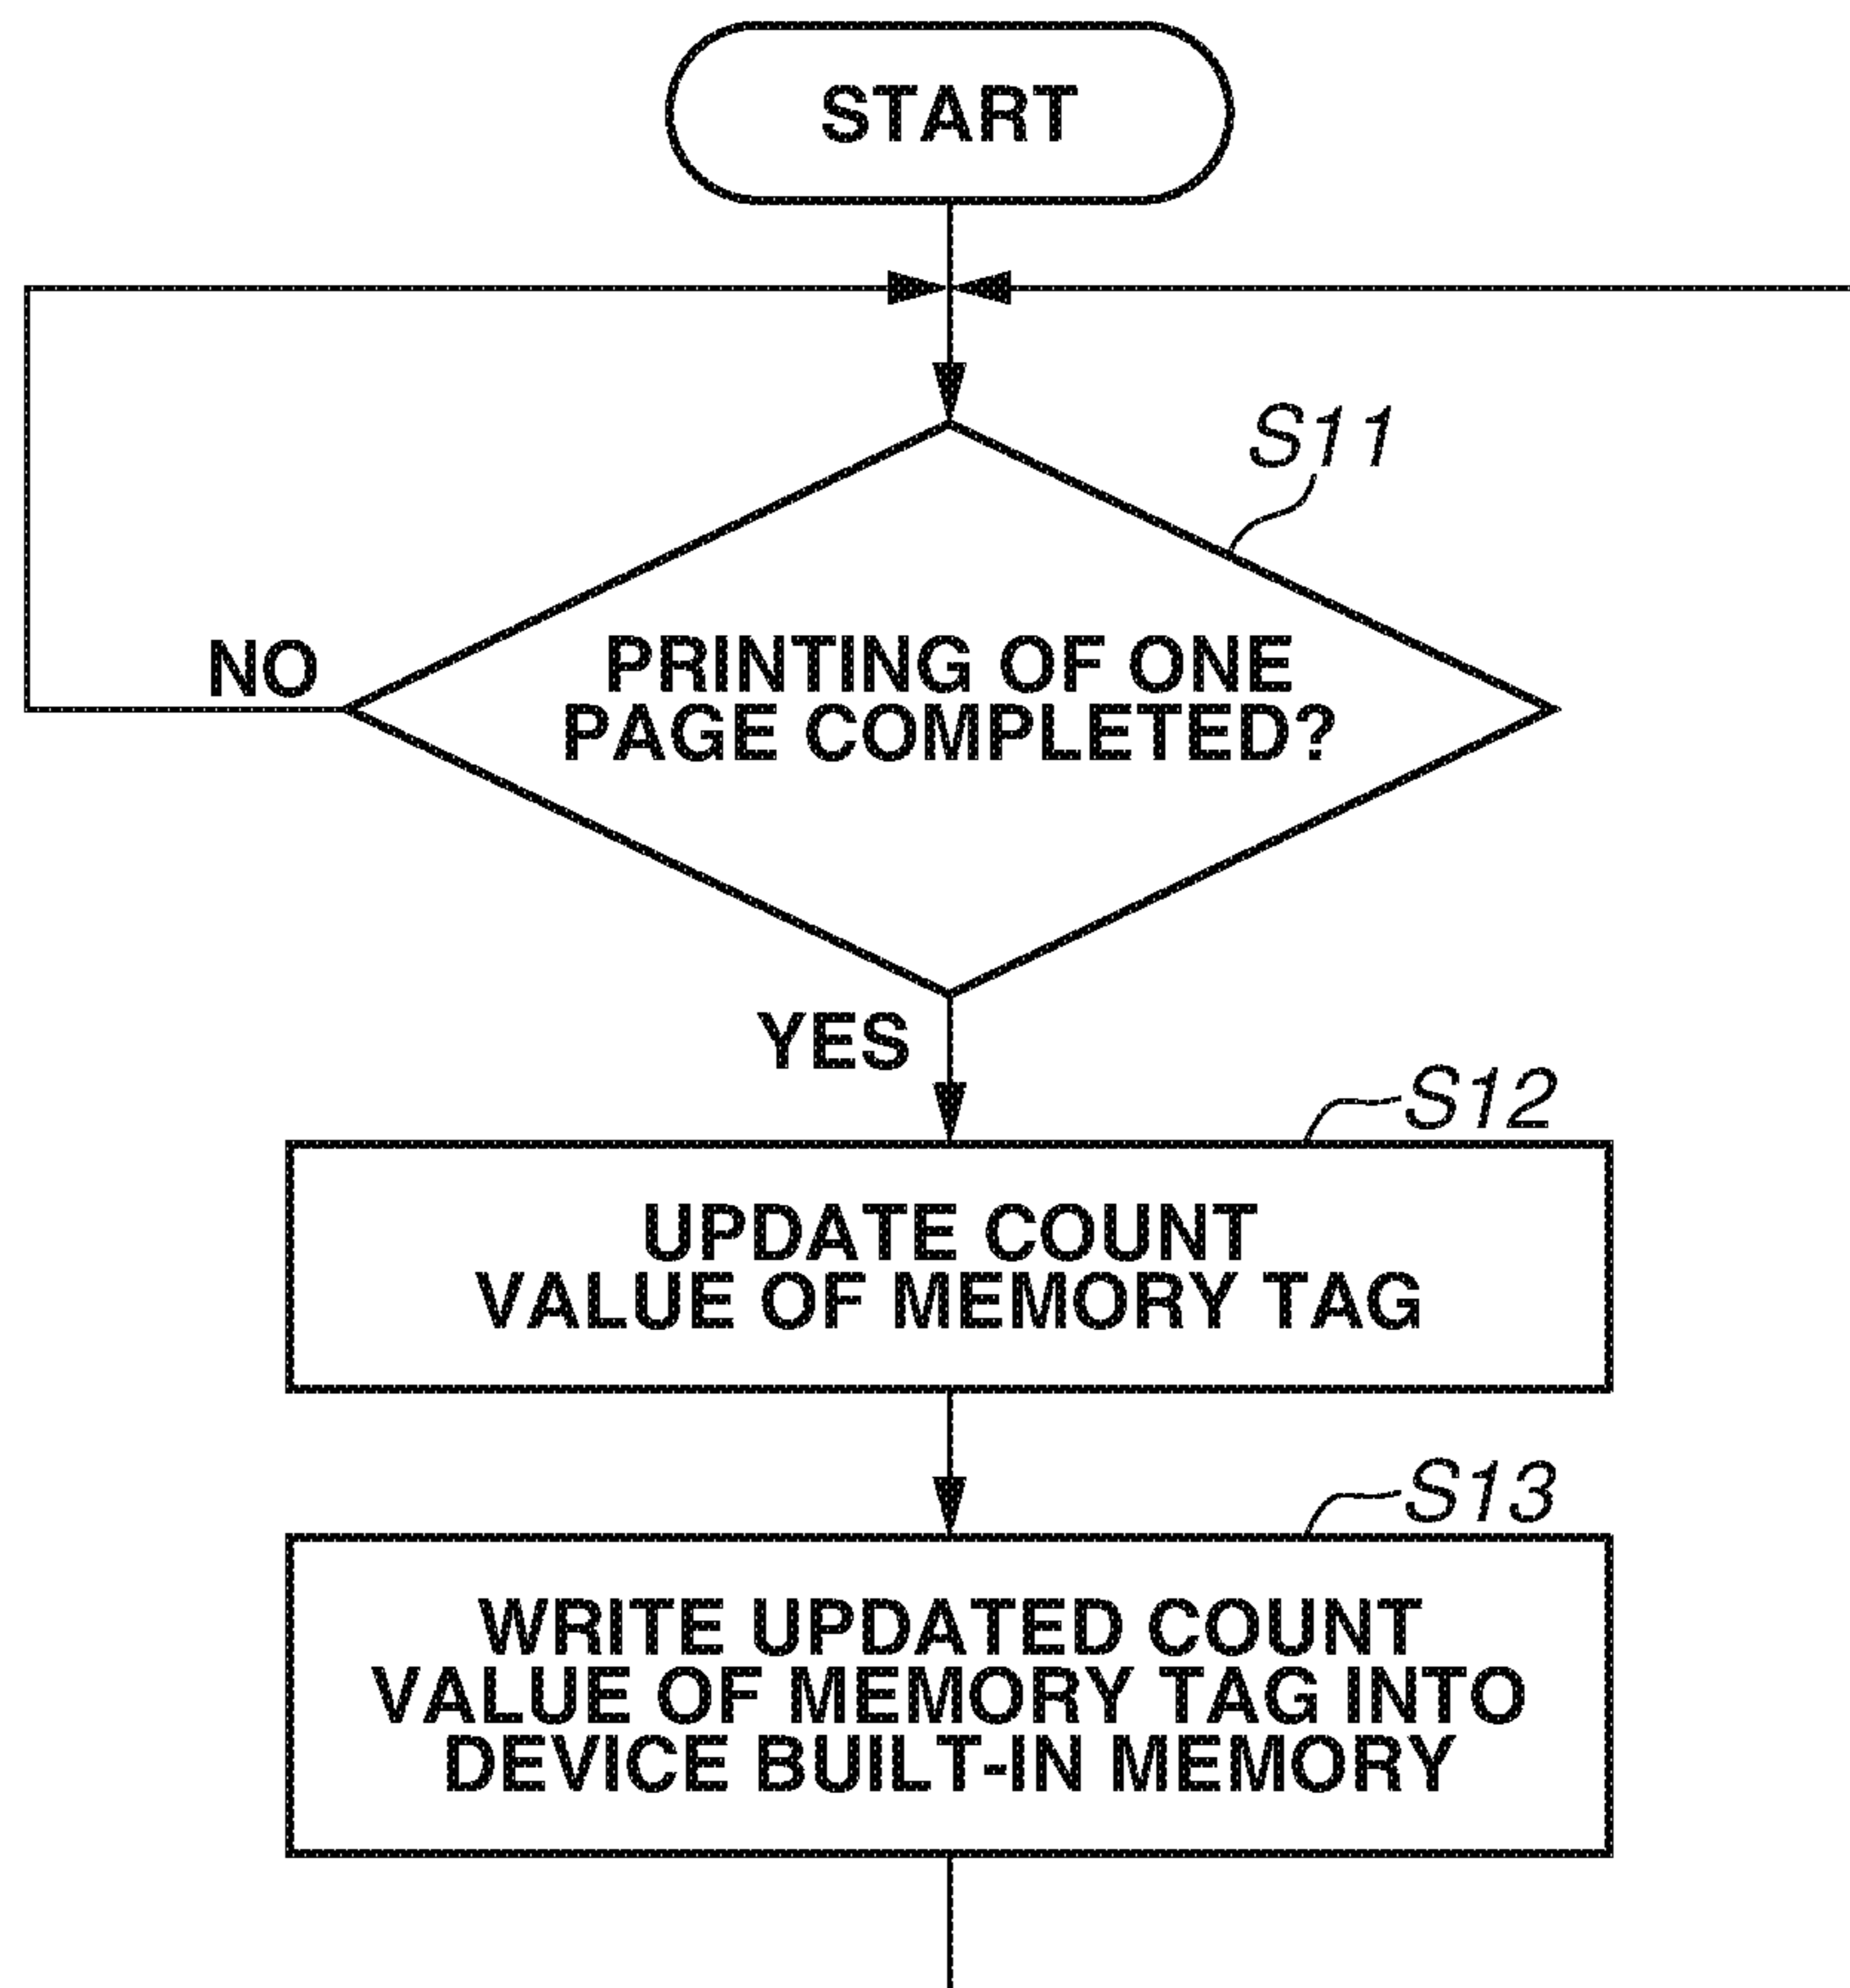 START
S11
PRINTING OF ONE
PAGE COMPLETED?
NO
YES
S12
UPDATE COUNT
VALUE OF MEMORY TAG
S13
WRITE UPDATED COUNT
VALUE OF MEMORY TAG INTO
DEVICE BUILT-IN MEMORY